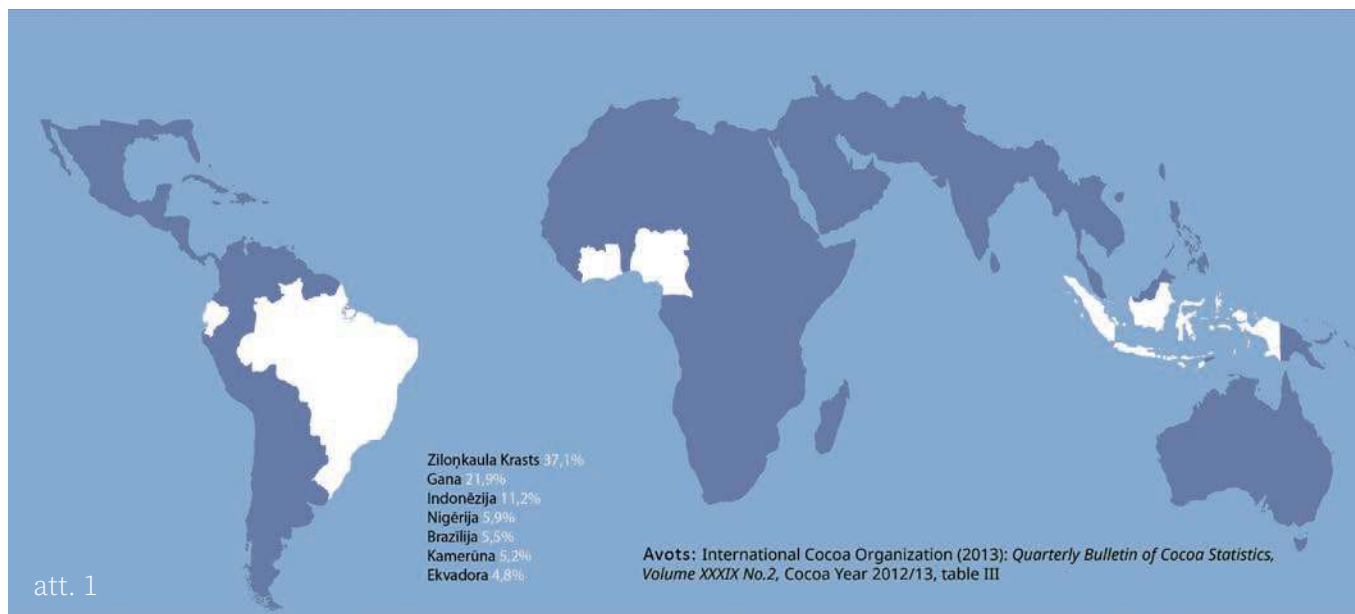 Ziloņkaula Krasts 37,1%
Gana 21,9%
Indonēzija 11,2%
Nigērija 5,9%
Brazīlija 5,5%
Kamerūna 5,2%
Ekvadora 4,8%
Avots: International Cocoa Organization (2013): Quarterly Bulletin of Cocoa Statistics,
Volume XXXIX No.2, Cocoa Year 2012/13, table III
att. 1